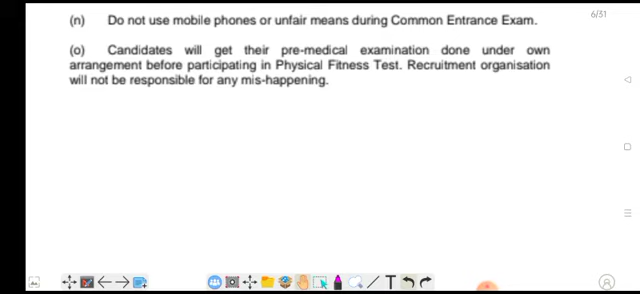 6/31
(n) Do not use mobile phones or unfair means during Common Entrance Exam.
(o) Candidates will get their pre-medical examination done under own
arrangement before participating in Physical Fitness Test. Recruitment organisation
will not be responsible for any mis-happening.
T